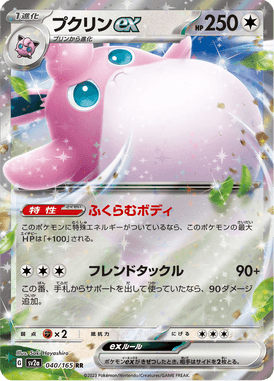 1進化
プクリンex
HP 250
プリンから進化
特性 ふくらむボディ
このポケモンに特殊エネルギーがついているなら、このポケモンの最大
HPは「+100」される。
フレンドタックル 90+
この番、手札からサポートを出して使っていたなら、90ダメージ
追加。
弱点 ×2 抵抗力 にげる
Illus. Saki Hayashiro
G SV2a 040/165 RR
exルール
ポケモンexがきぜつしたとき、相手はサイドを2枚とる。
©2023 Pokémon/Nintendo/Creatures/GAME FREAK.